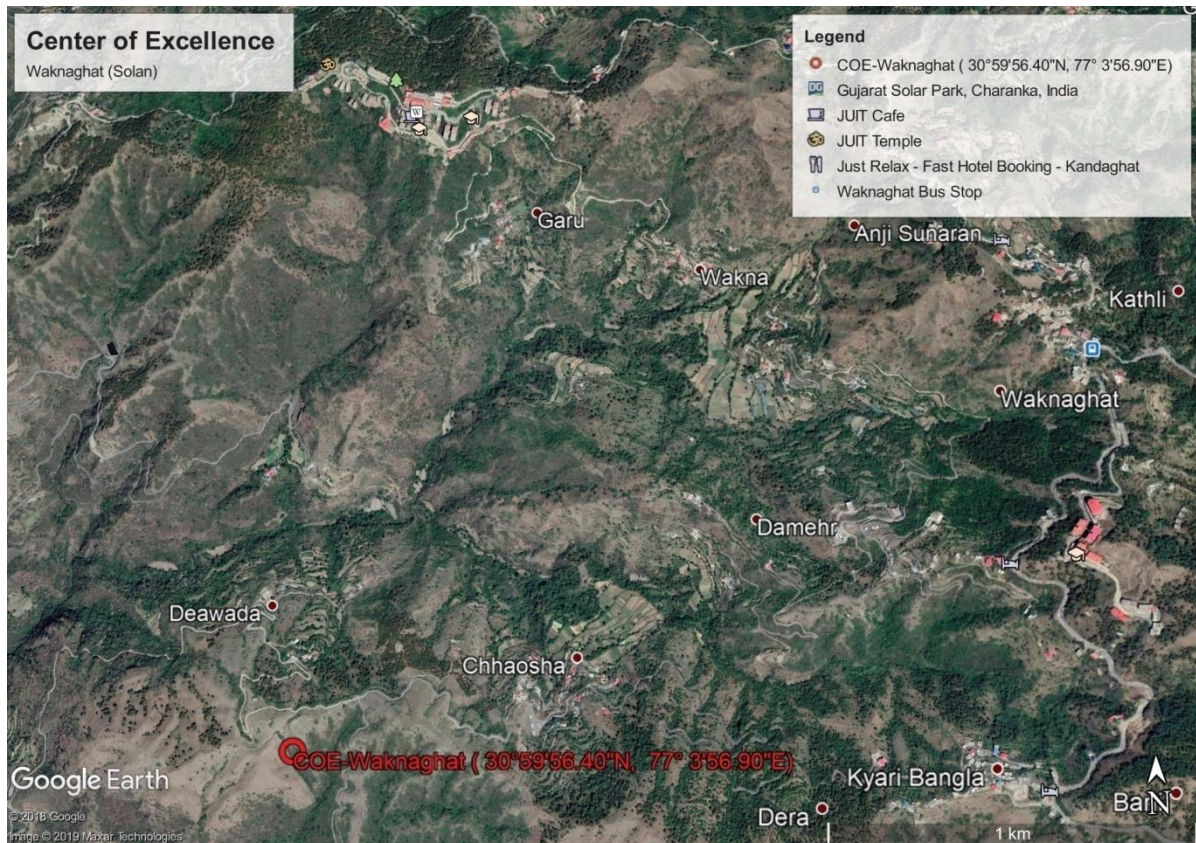 Center of Excellence
Waknaghat (Solan)
Legend
COE-Waknaghat ( 30°59'56.40"N, 77° 3'56.90"E)
DG
Gujarat Solar Park, Charanka, India
JUIT Cafe
ॐ
JUIT Temple
Just Relax - Fast Hotel Booking - Kandaghat
Waknaghat Bus Stop
ॐ
W
Garu
Anji Sunaran
Wakna
Kathli
Waknaghat
Damehr
Deawada
Chhaosha
COE-Waknaghat ( 30°59'56.40"N, 77° 3'56.90"E)
Google Earth
Kyari Bangla
N
Dera
© 2018 Google
Image © 2019 Maxar Technologies
1 km